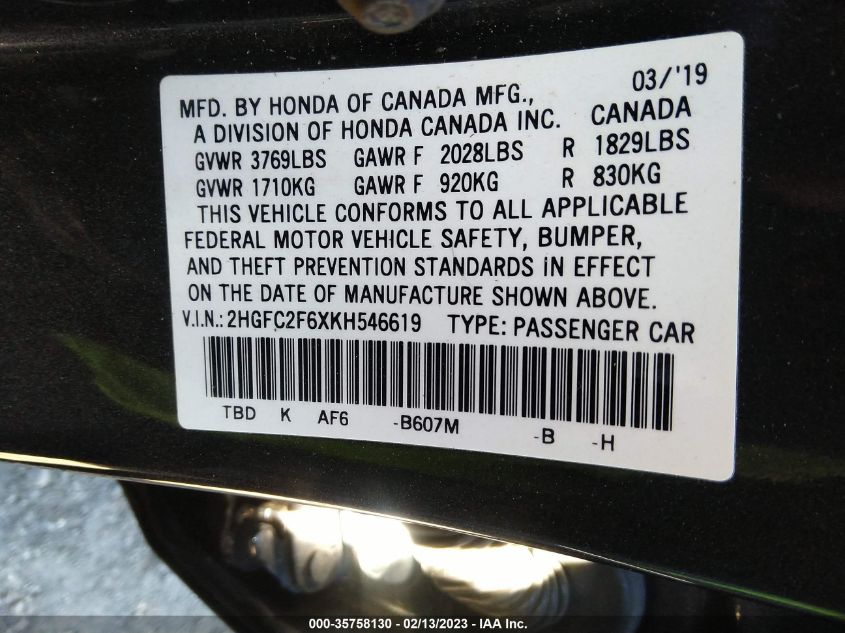 03/'19
MFD. BY HONDA OF CANADA MFG., CANADA
A DIVISION OF HONDA CANADA INC.
GVWR 3769LBS GAWR F 2028LBS R 1829LBS
GVWR 1710KG GAWR F 920KG R 830KG
THIS VEHICLE CONFORMS TO ALL APPLICABLE
FEDERAL MOTOR VEHICLE SAFETY, BUMPER,
AND THEFT PREVENTION STANDARDS IN EFFECT
ON THE DATE OF MANUFACTURE SHOWN ABOVE.
V.I.N.: 2HGFC2F6XKH546619 TYPE: PASSENGER CAR
TBD K AF6 -B607M -B -H
000-35758130 - 02/13/2023 - IAA Inc.